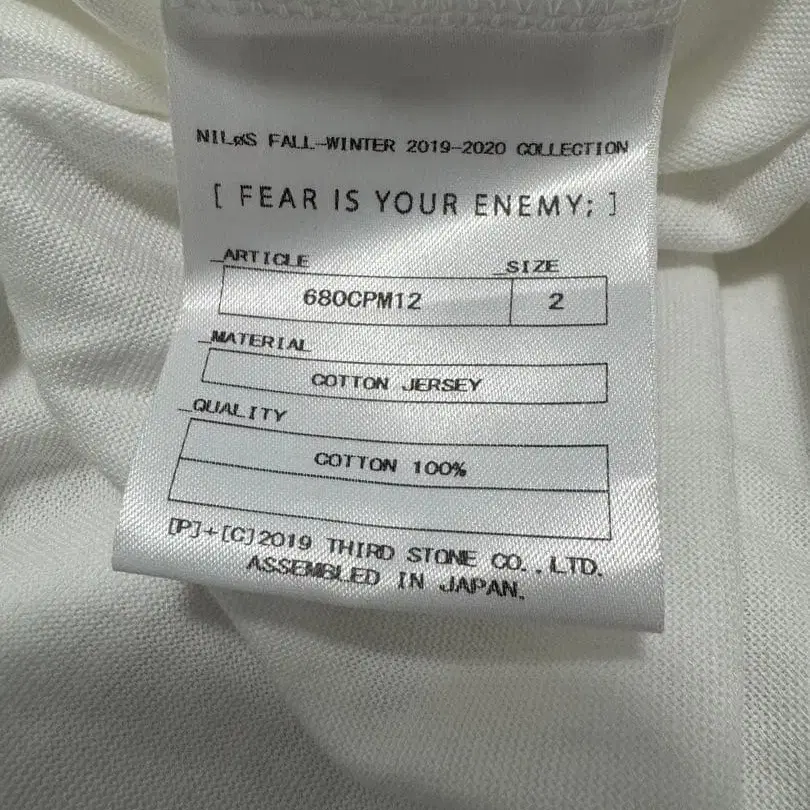 NILøS FALL-WINTER 2019-2020 COLLECTION
[ FEAR IS YOUR ENEMY; ]
_ARTICLE _SIZE
680CPM12 2
_MATERIAL
COTTON JERSEY
_QUALITY
COTTON 100%
[P]+[C]2019 THIRD STONE CO.,LTD.
ASSEMBLED IN JAPAN.